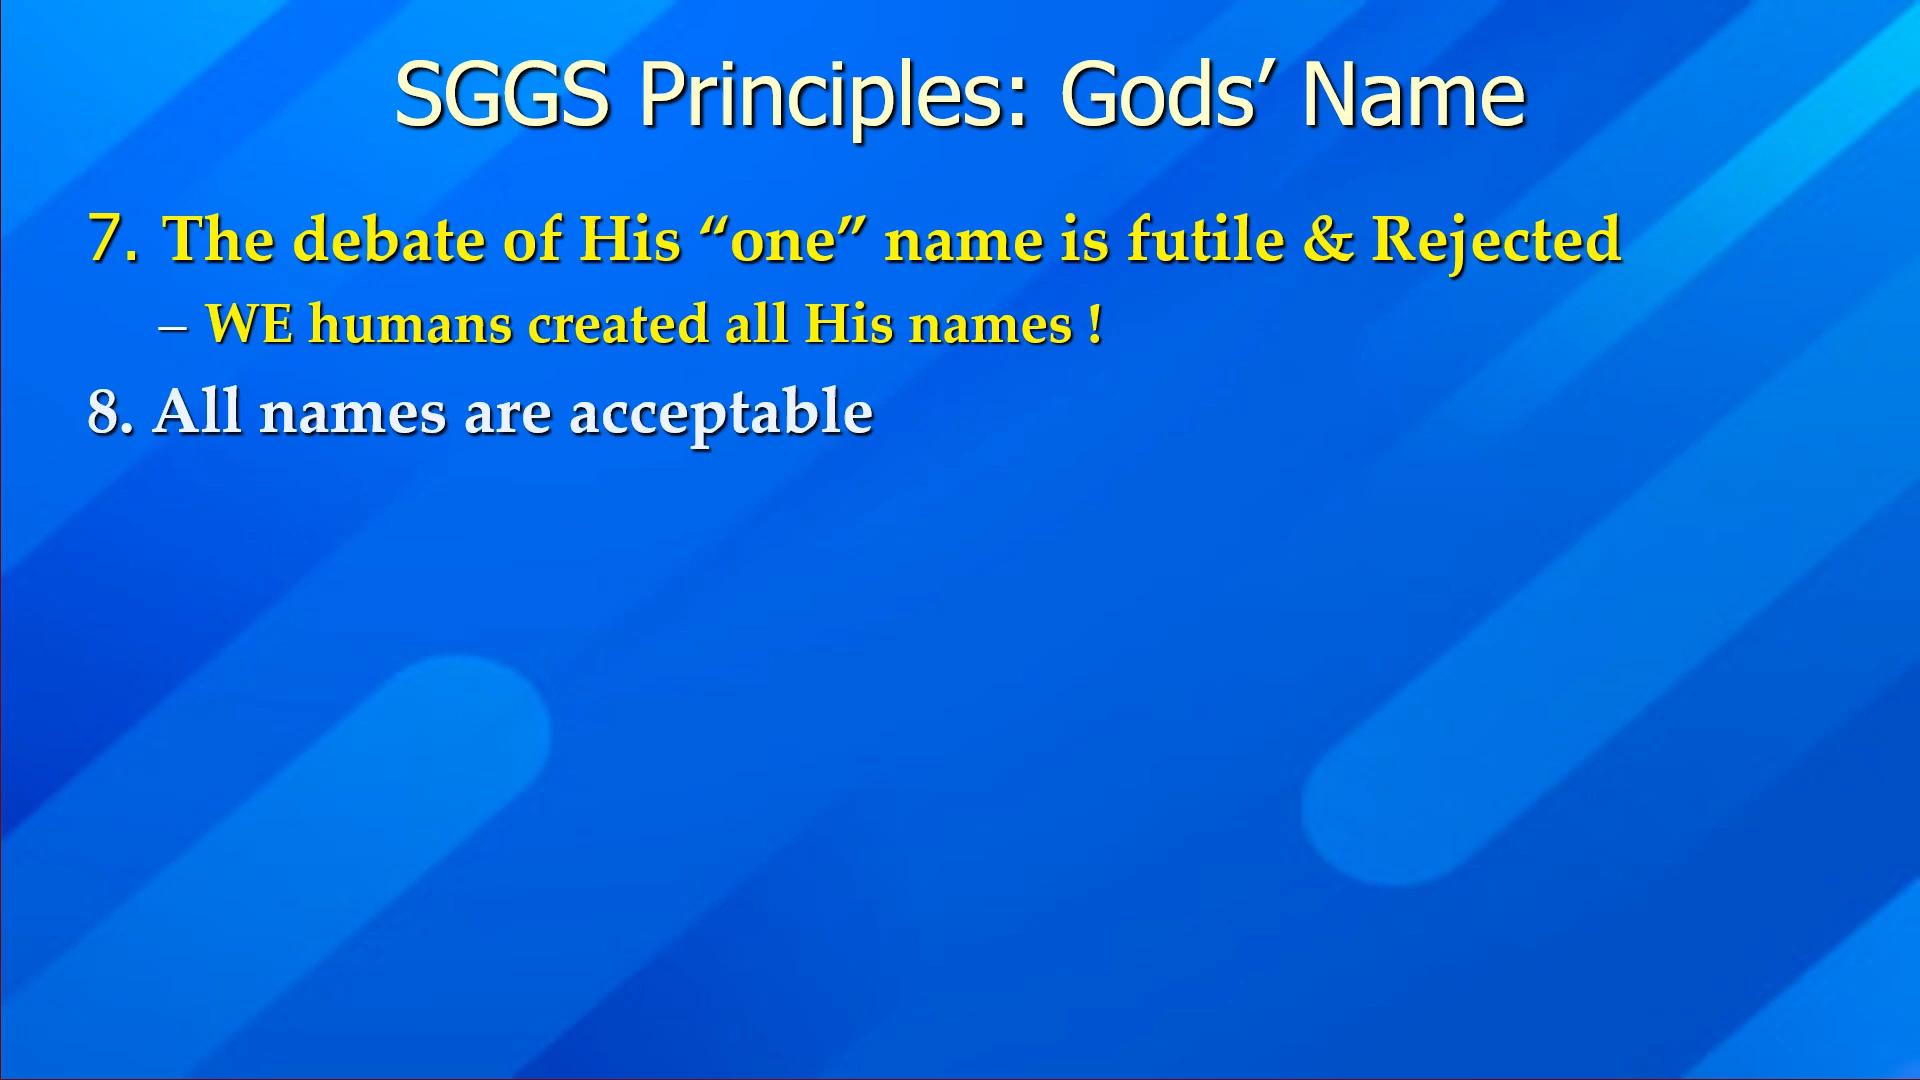 SGGS Principles: Gods’ Name
7. The debate of His “one” name is futile & Rejected
– WE humans created all His names !
8. All names are acceptable